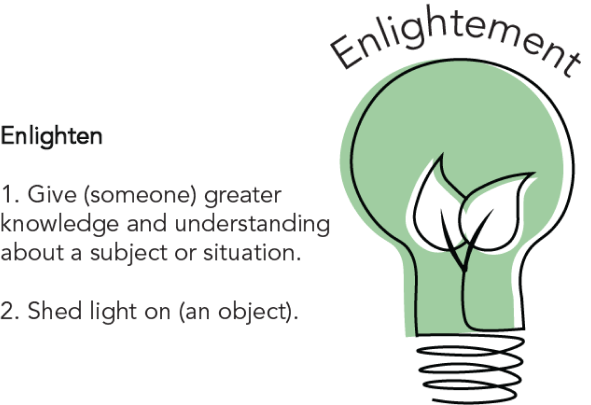 Enlightement
Enlighten
1. Give (someone) greater
knowledge and understanding
about a subject or situation.
2. Shed light on (an object).